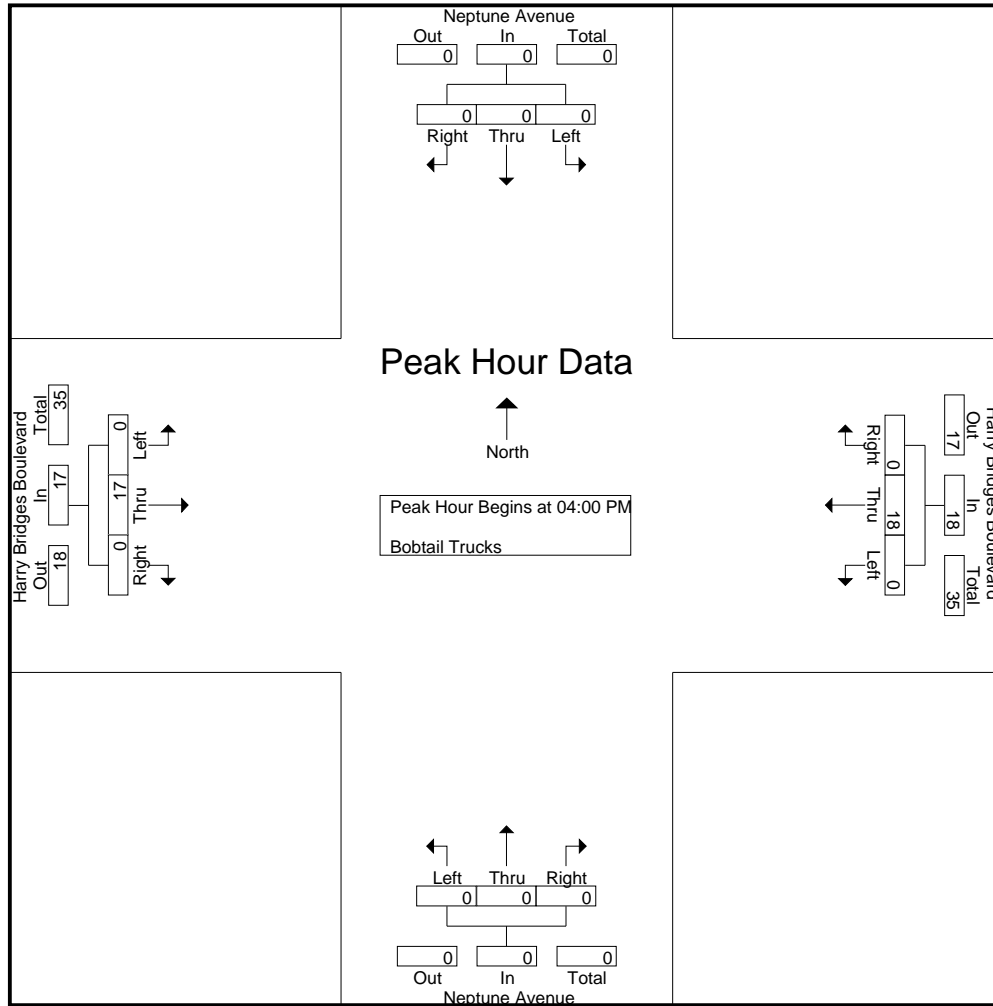 Neptune Avenue
Out In Total
0 0 0
0 0 0
Right Thru Left
Peak Hour Data
North
Peak Hour Begins at 04:00 PM
Bobtail Trucks
Harry Bridges Boulevard
Out In Total
18 17 35
0 17 0
Right Thru Left
Harry Bridges Boulevard
Out In Total
17 18 35
0 18 0
Right Thru Left
Left Thru Right
0 0 0
0 0 0
Out In Total
Neptune Avenue